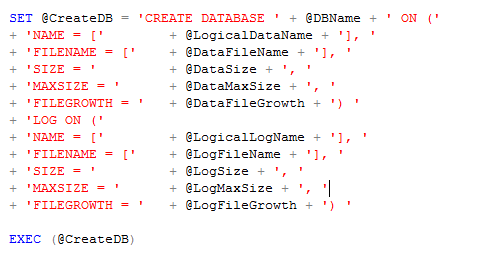 SET @CreateDB = 'CREATE DATABASE ' + @DBName + ' ON ('
+ 'NAME = [' + @LogicalDataName + '], '
+ 'FILENAME = [' + @DataFileName + '], '
+ 'SIZE = ' + @DataSize + ', '
+ 'MAXSIZE = ' + @DataMaxSize + ', '
+ 'FILEGROWTH = ' + @DataFileGrowth + ') '
+ 'LOG ON ('
+ 'NAME = [' + @LogicalLogName + '], '
+ 'FILENAME = [' + @LogFileName + '], '
+ 'SIZE = ' + @LogSize + ', '
+ 'MAXSIZE = ' + @LogMaxSize + ', '
+ 'FILEGROWTH = ' + @LogFileGrowth + ') '
EXEC (@CreateDB)